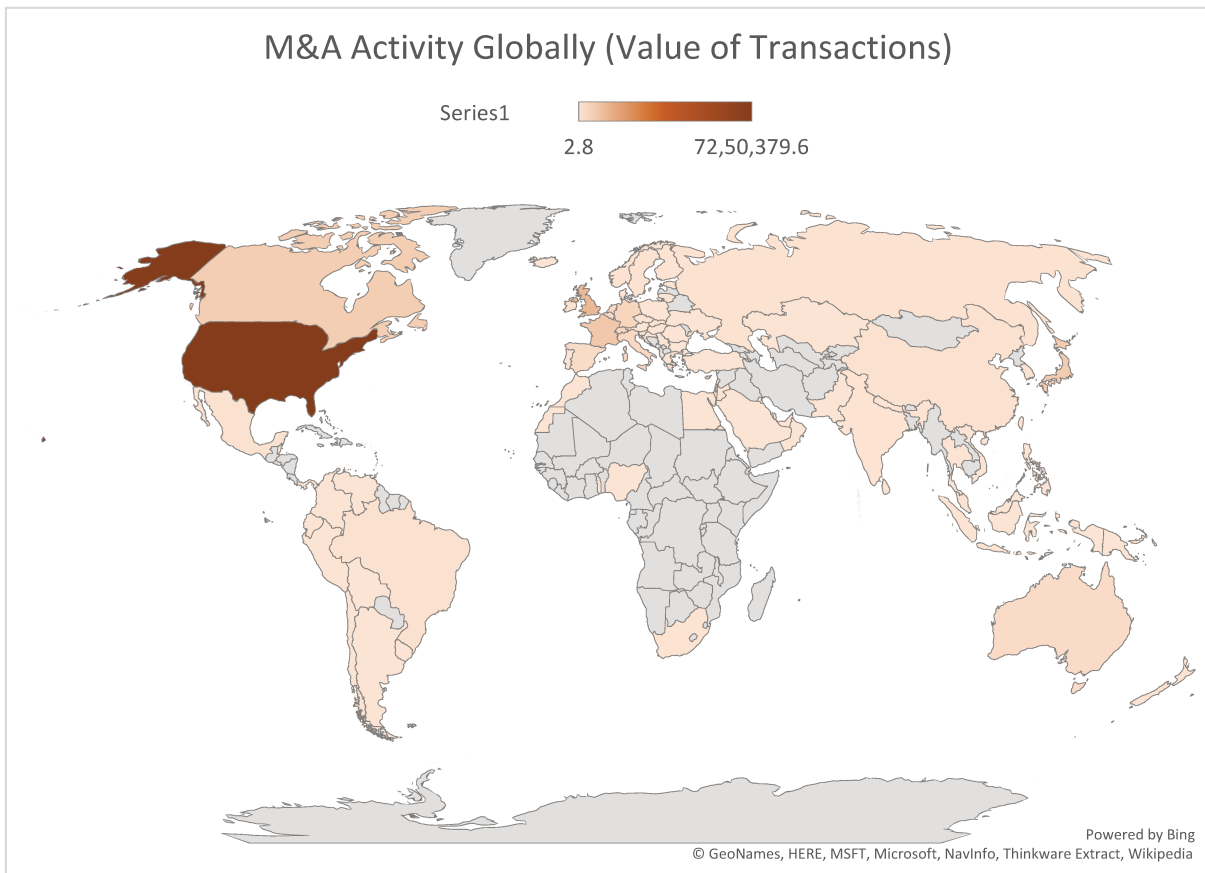 M&A Activity Globally (Value of Transactions)
Series1
2.8 72,50,379.6
Powered by Bing
© GeoNames, HERE, MSFT, Microsoft, NavInfo, Thinkware Extract, Wikipedia